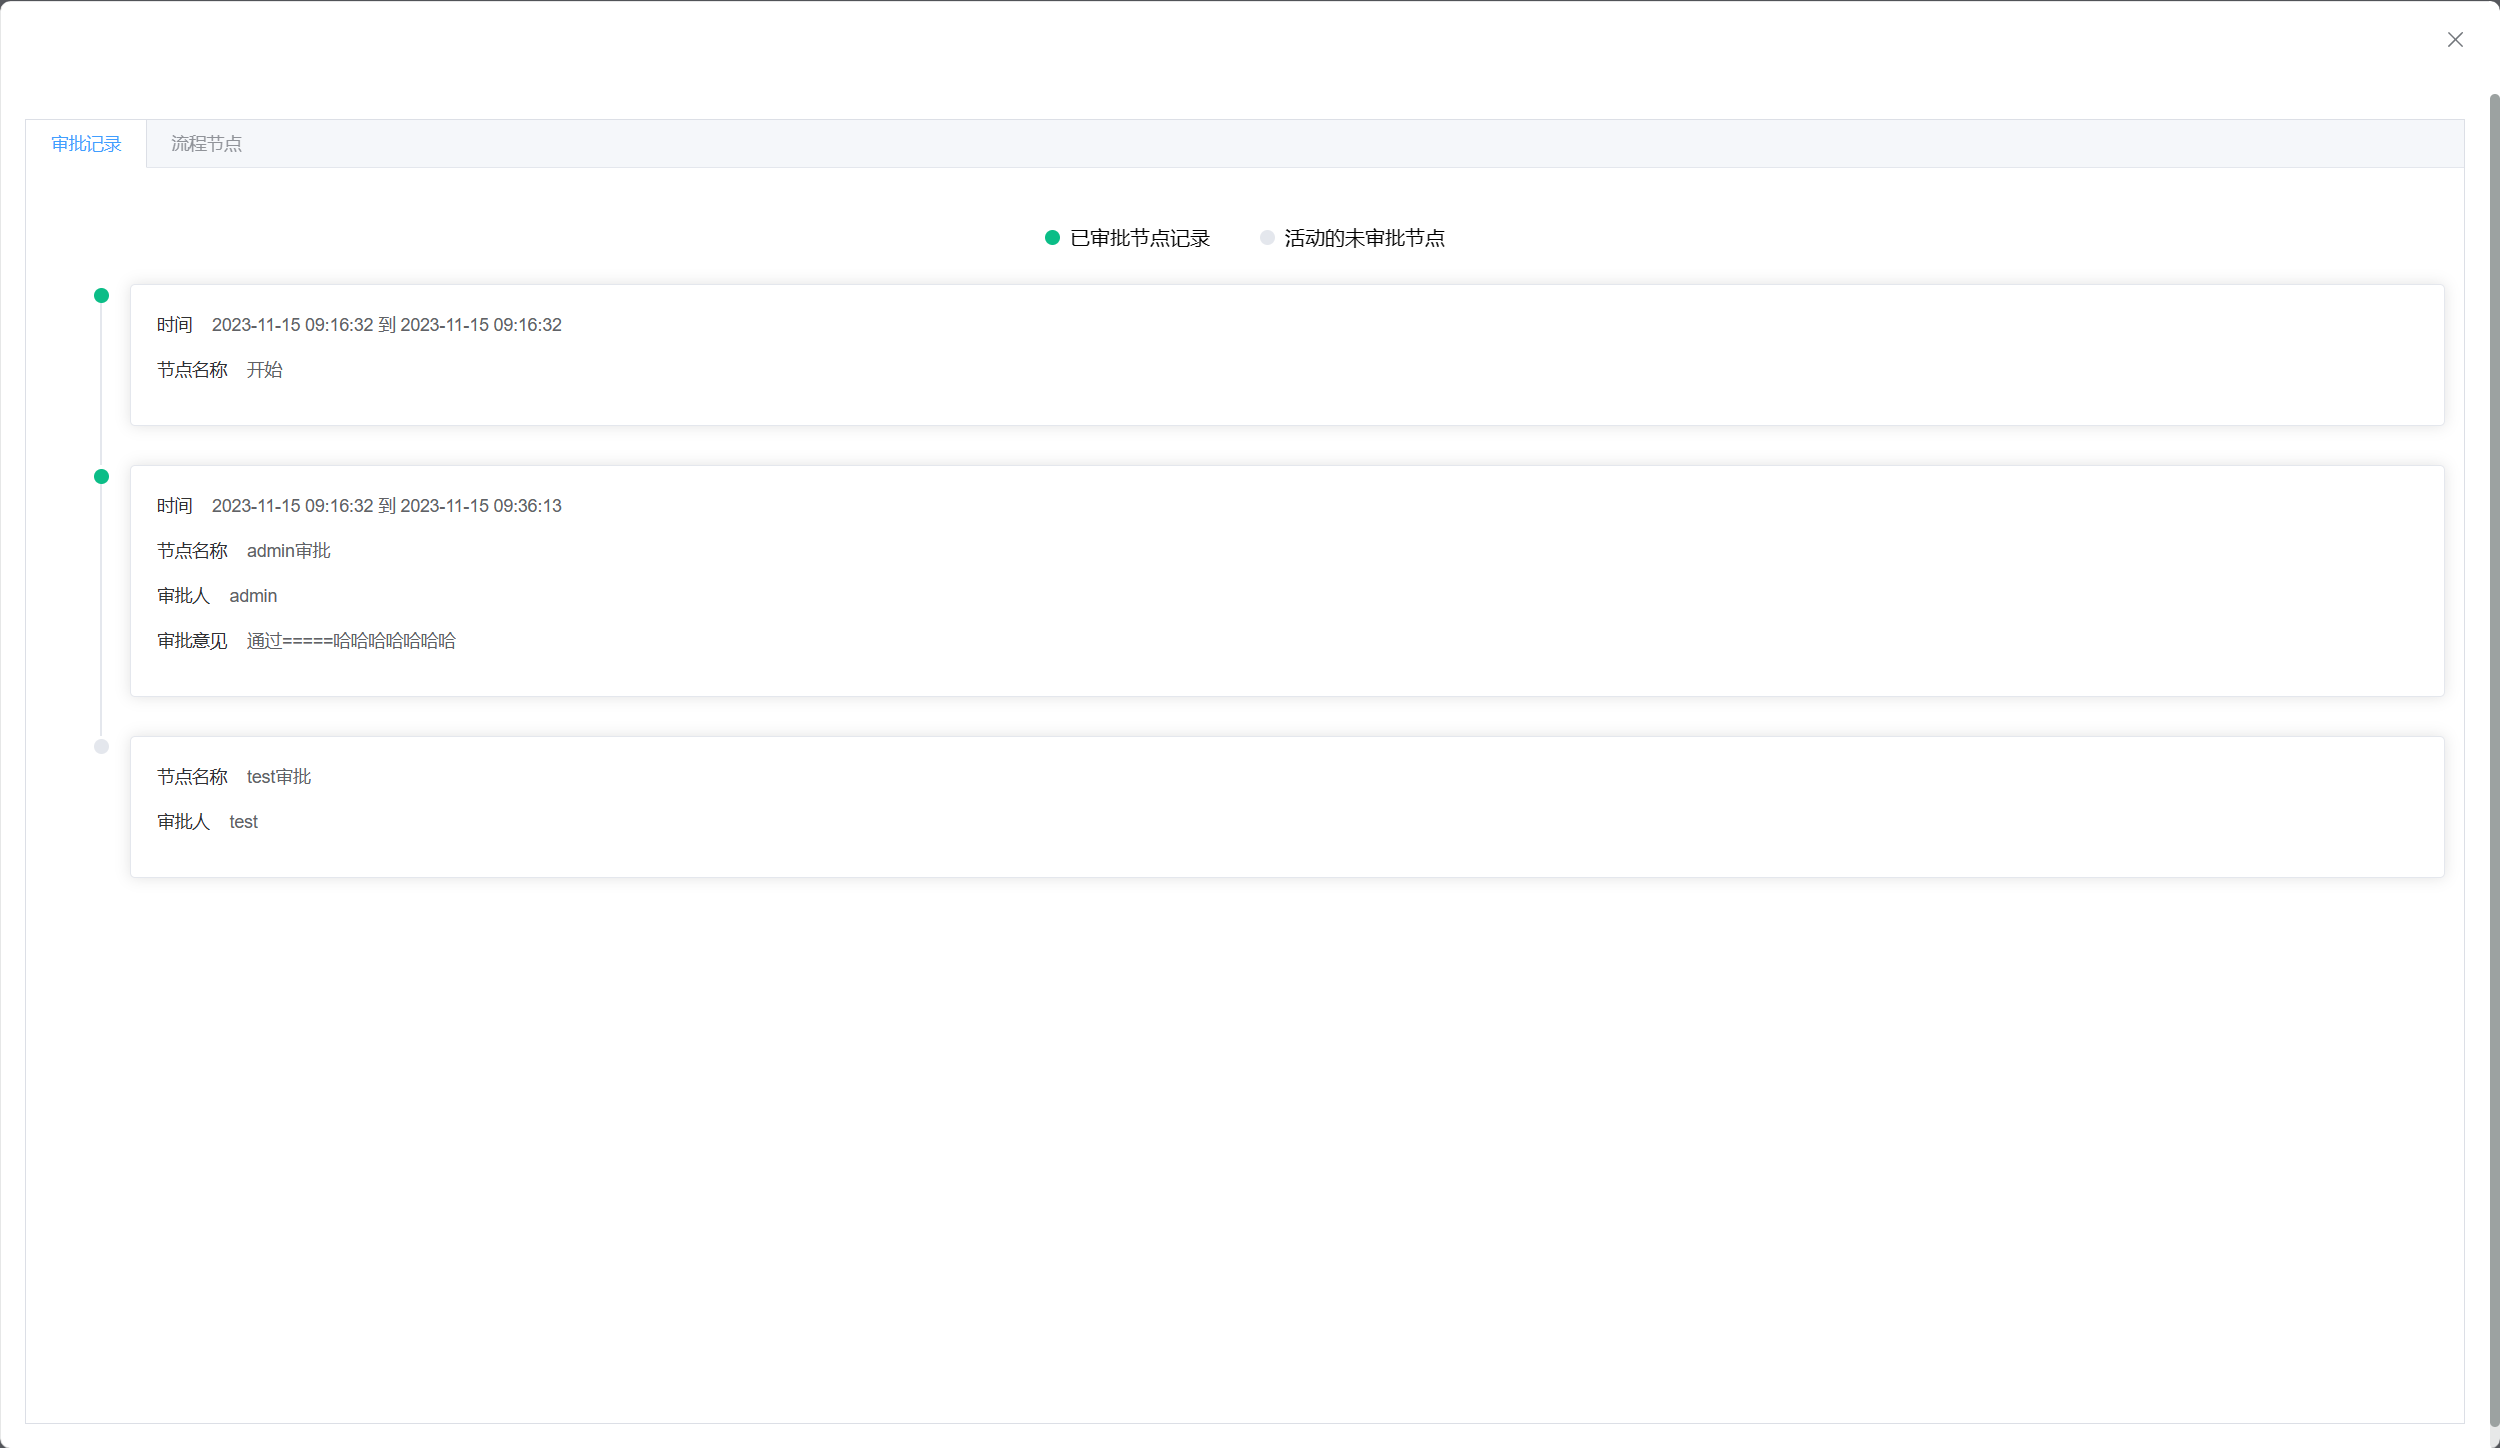 审批记录 流程节点
已审批节点记录 活动的未审批节点
时间 2023-11-15 09:16:32 到 2023-11-15 09:16:32
节点名称 开始
时间 2023-11-15 09:16:32 到 2023-11-15 09:36:13
节点名称 admin审批
审批人 admin
审批意见 通过=====哈哈哈哈哈哈哈
节点名称 test审批
审批人 test